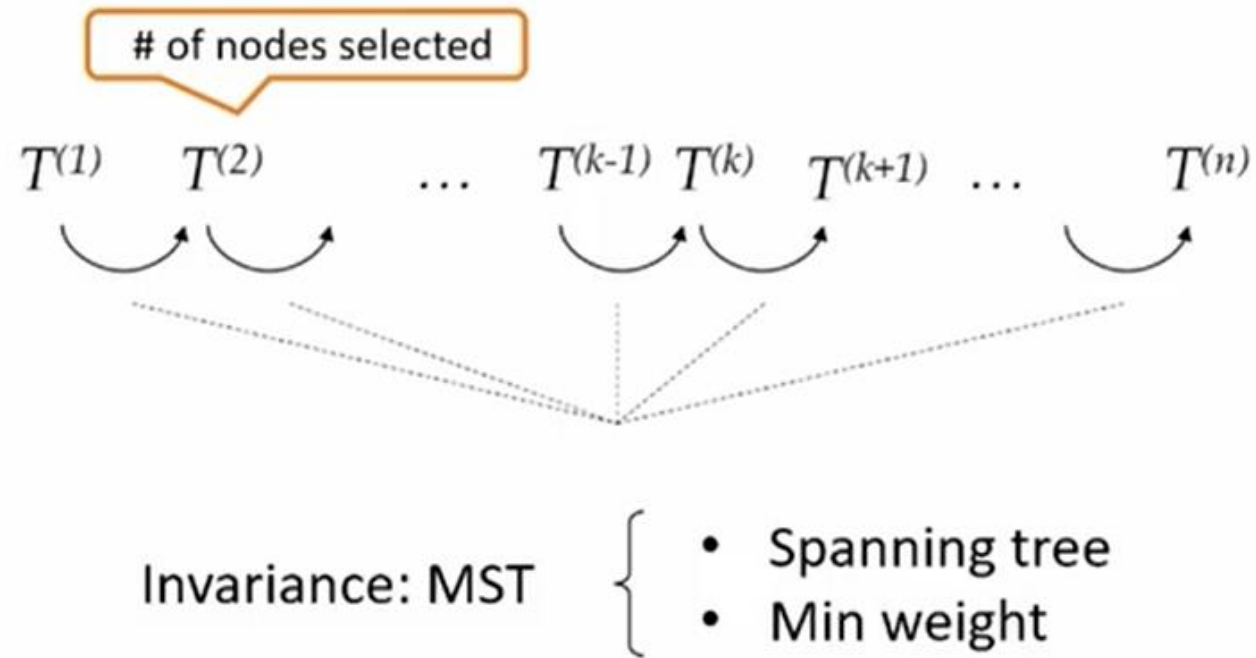 # of nodes selected
T(1) T(2) ... T(k-1) T(k) T(k+1) ... T(n)
Invariance: MST
• Spanning tree
• Min weight